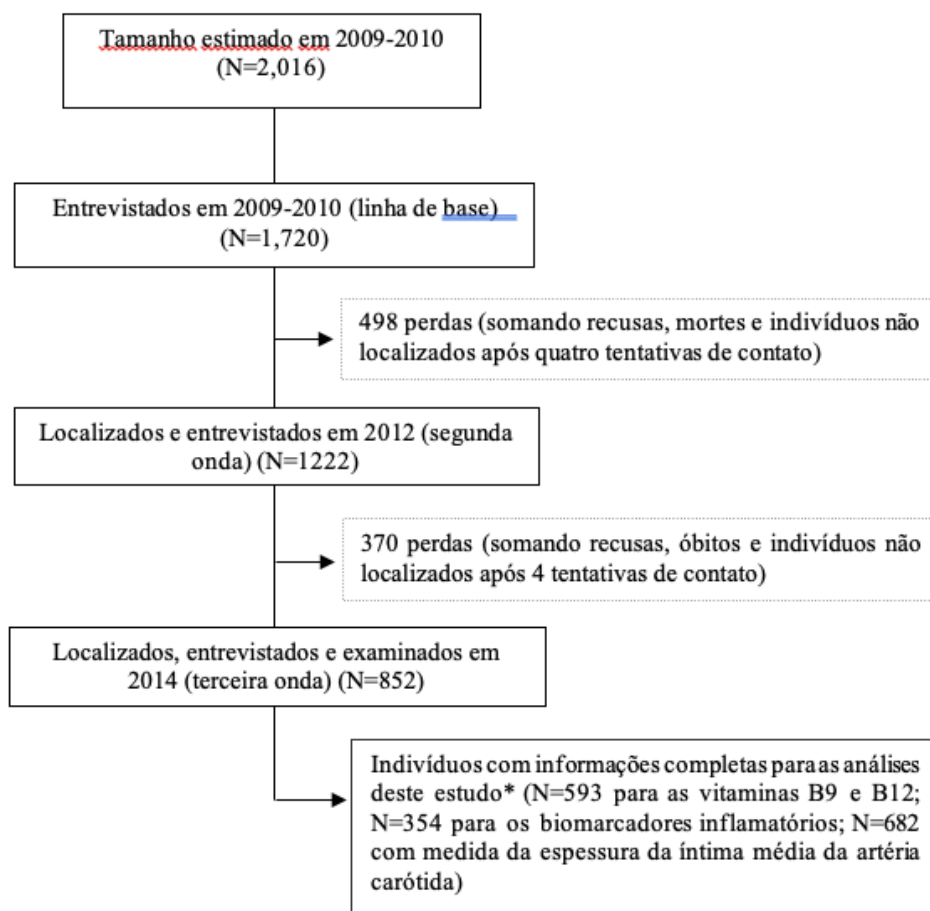 Tamanho estimado em 2009-2010
(N=2,016)
Entrevistados em 2009-2010 (linha de base)
(N=1,720)
498 perdas (somando recusas, mortes e indivíduos não
localizados após quatro tentativas de contato)
Localizados e entrevistados em 2012 (segunda
onda) (N=1222)
370 perdas (somando recusas, óbitos e indivíduos não
localizados após 4 tentativas de contato)
Localizados, entrevistados e examinados em
2014 (terceira onda) (N=852)
Indivíduos com informações completas para as análises
deste estudo* (N=593 para as vitaminas B9 e B12;
N=354 para os biomarcadores inflamatórios; N=682
com medida da espessura da íntima média da artéria
carótida)